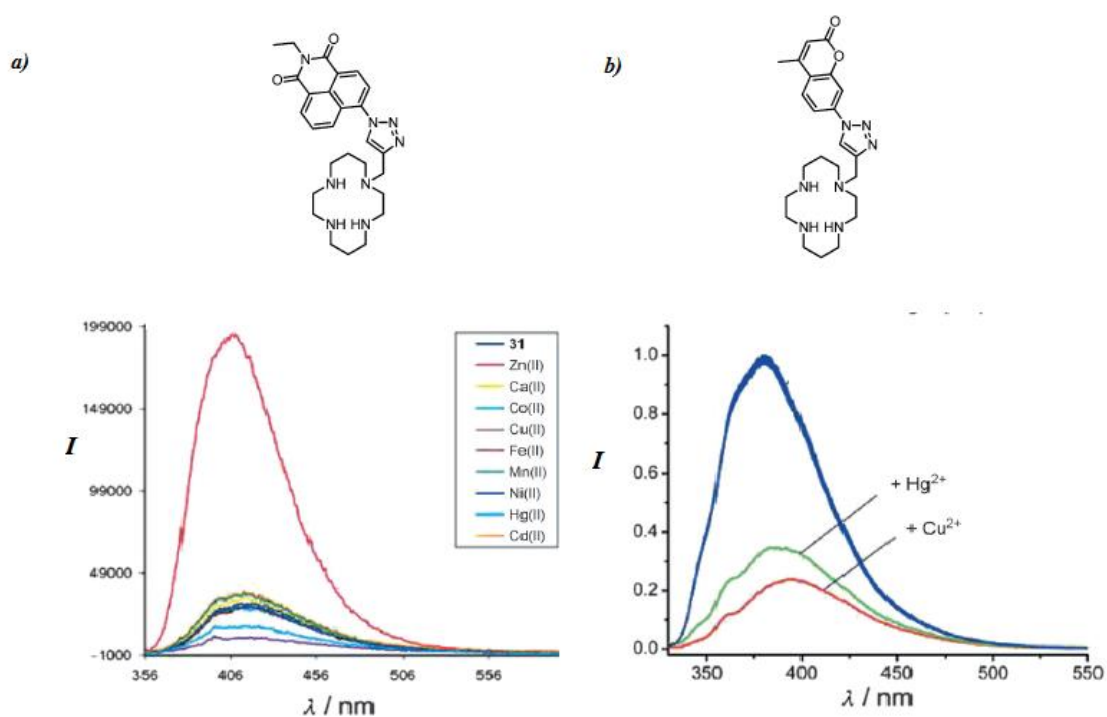 a)
O
N
O
N
N
N
NH
N
NH HN
b)
O
O
N
N
N
NH
N
NH HN
199000
149000
99000
49000
-1000
I
356 406 456 506 556
λ / nm
31
Zn(II)
Ca(II)
Co(II)
Cu(II)
Fe(II)
Mn(II)
Ni(II)
Hg(II)
Cd(II)
1.0
0.8
0.6
0.4
0.2
0.0
I
+ Hg²⁺
+ Cu²⁺
350 400 450 500 550
λ / nm